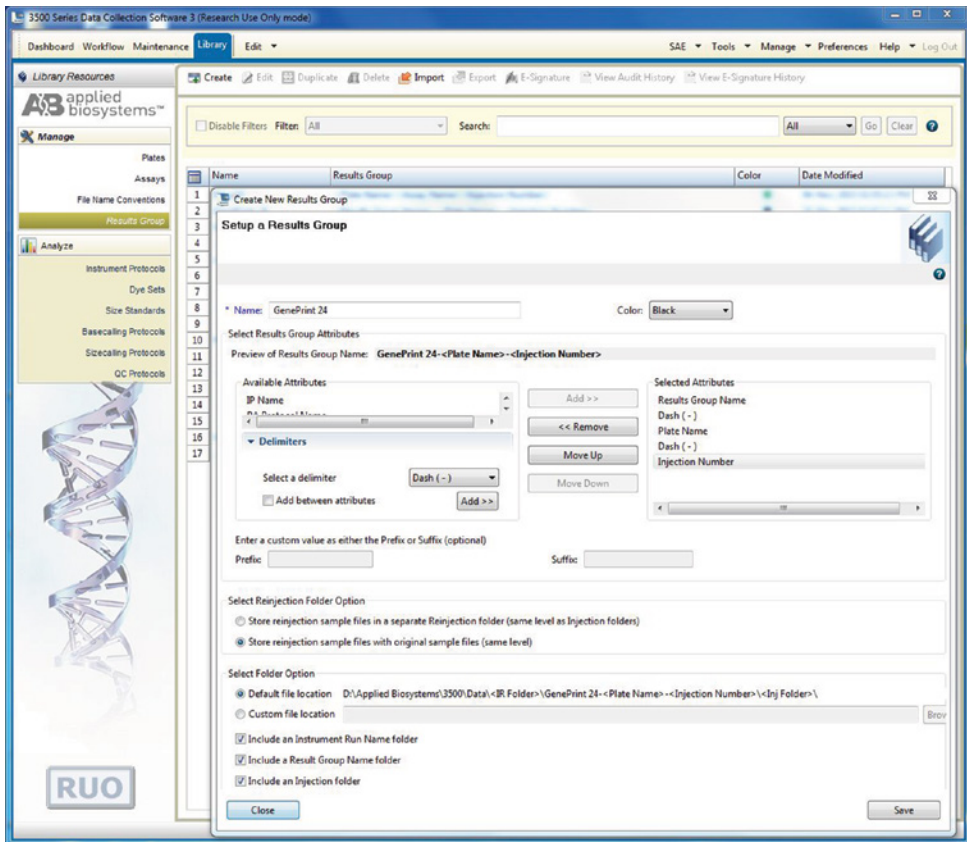 3500 Series Data Collection Software 3 (Research Use Only mode)
Dashboard Workflow Maintenance Library Edit SAE Tools Manage Preferences Help Log Out
Library Resources
Create Edit Duplicate Delete Import Export E-Signature View Audit History View E-Signature History
AB applied biosystems™
Disable Filters Filter: All Search: All Go Clear
Manage
Plates
Assays
File Name Conventions
Results Group
Analyze
Instrument Protocols
Dye Sets
Size Standards
Basecalling Protocols
Sizecalling Protocols
QC Protocols
RUO
Name Results Group Color Date Modified
1
2
3
4
5
6
7
8
9
10
11
12
13
14
15
16
17
Create New Results Group
Setup a Results Group
* Name: GenePrint 24 Color: Black
Select Results Group Attributes
Preview of Results Group Name: GenePrint 24-<Plate Name>-<Injection Number>
Available Attributes
IP Name
Delimiters
Select a delimiter Dash ( - )
Add between attributes Add >>
Add >>
<< Remove
Move Up
Move Down
Selected Attributes
Results Group Name
Dash ( - )
Plate Name
Dash ( - )
Injection Number
Enter a custom value as either the Prefix or Suffix (optional)
Prefix: Suffix:
Select Reinjection Folder Option
Store reinjection sample files in a separate Reinjection folder (same level as Injection folders)
Store reinjection sample files with original sample files (same level)
Select Folder Option
Default file location D:\Applied Biosystems\3500\Data\<IR Folder>\GenePrint 24-<Plate Name>-<Injection Number>\<Inj Folder>\
Custom file location Brov
Include an Instrument Run Name folder
Include a Result Group Name folder
Include an Injection folder
Close Save